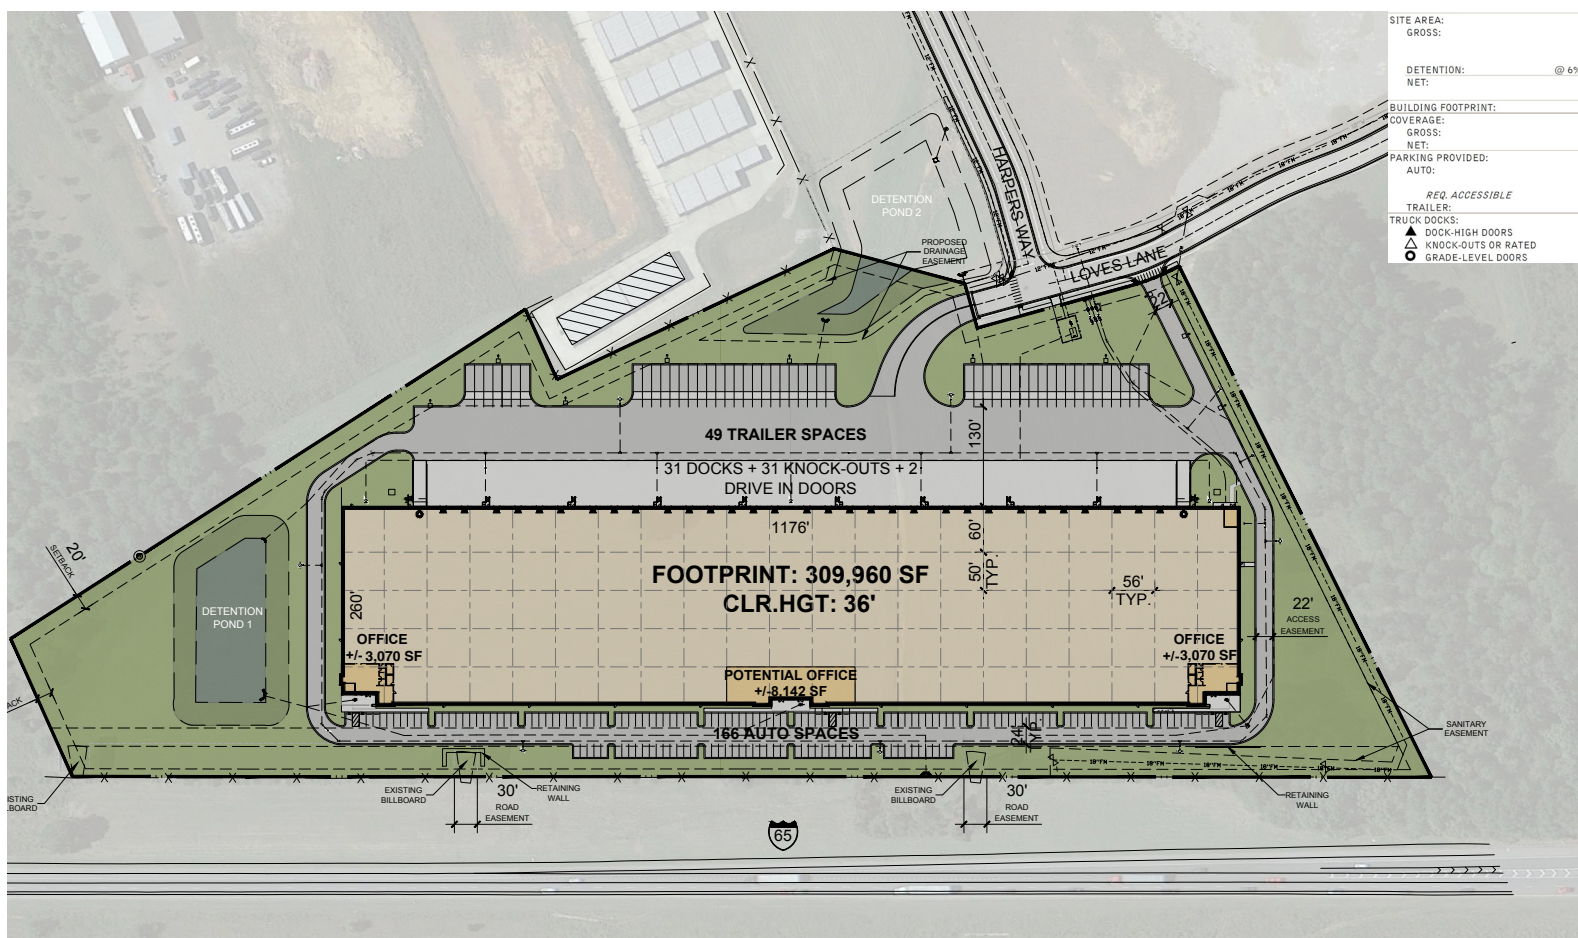 SITE AREA:
GROSS:
DETENTION: @ 6%
NET:
BUILDING FOOTPRINT:
COVERAGE:
GROSS:
NET:
PARKING PROVIDED:
AUTO:
REQ. ACCESSIBLE
TRAILER:
TRUCK DOCKS:
DOCK-HIGH DOORS
KNOCK-OUTS OR RATED
GRADE-LEVEL DOORS
HARPERS WAY
LOVES LANE
DETENTION
POND 2
PROPOSED
DRAINAGE
EASEMENT
22'
49 TRAILER SPACES
130'
31 DOCKS + 31 KNOCK-OUTS + 2
DRIVE IN DOORS
1176'
60'
50'
TYP.
56'
TYP.
FOOTPRINT: 309,960 SF
CLR.HGT: 36'
260'
20'
SETBACK
DETENTION
POND 1
OFFICE
+/-3,070 SF
POTENTIAL OFFICE
+/-8,142 SF
OFFICE
+/-3,070 SF
22'
ACCESS
EASEMENT
166 AUTO SPACES
24'
TYP.
SANITARY
EASEMENT
EXISTING
BILLBOARD
30'
ROAD
EASEMENT
RETAINING
WALL
EXISTING
BILLBOARD
30'
ROAD
EASEMENT
RETAINING
WALL
65